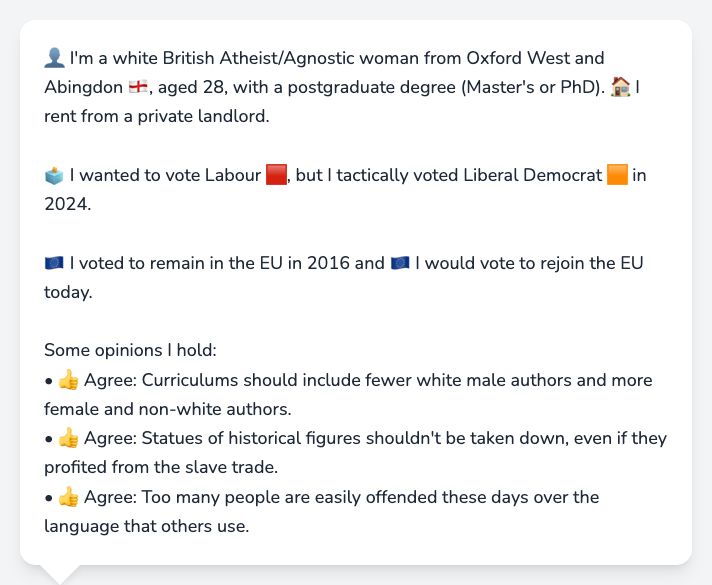 👤 I'm a white British Atheist/Agnostic woman from Oxford West and
Abingdon 🏴󠁧󠁢󠁥󠁮󠁧󠁿, aged 28, with a postgraduate degree (Master's or PhD). 🏠 I
rent from a private landlord.
🗳️ I wanted to vote Labour 🟥, but I tactically voted Liberal Democrat 🟧 in
2024.
🇪🇺 I voted to remain in the EU in 2016 and 🇪🇺 I would vote to rejoin the EU
today.
Some opinions I hold:
• 👍 Agree: Curriculums should include fewer white male authors and more
female and non-white authors.
• 👍 Agree: Statues of historical figures shouldn't be taken down, even if they
profited from the slave trade.
• 👍 Agree: Too many people are easily offended these days over the
language that others use.